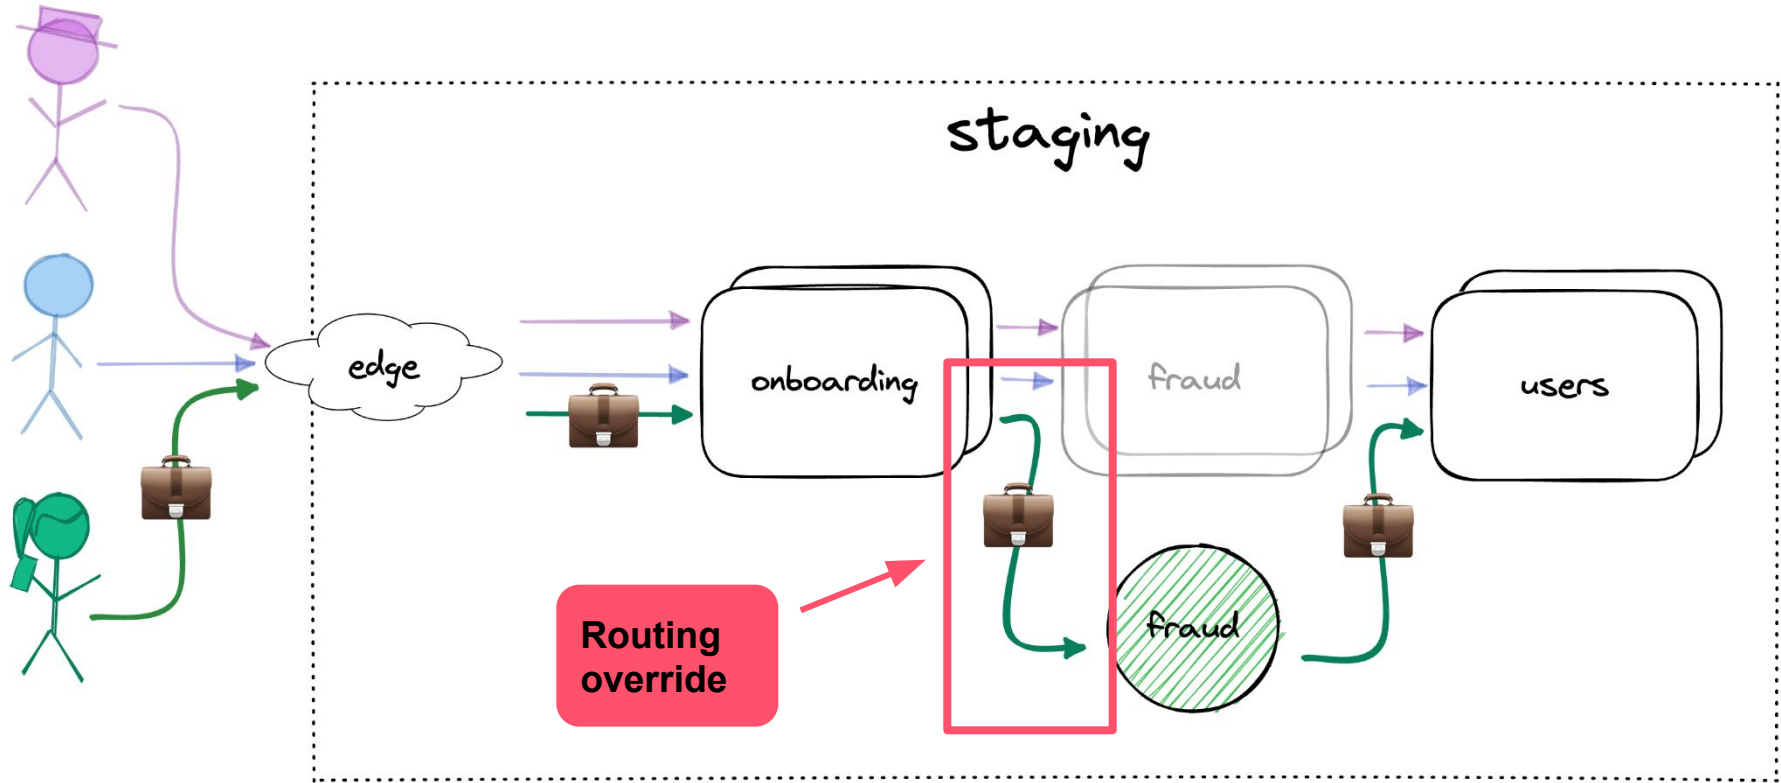 staging
edge
onboarding
fraud
users
fraud
Routing
override